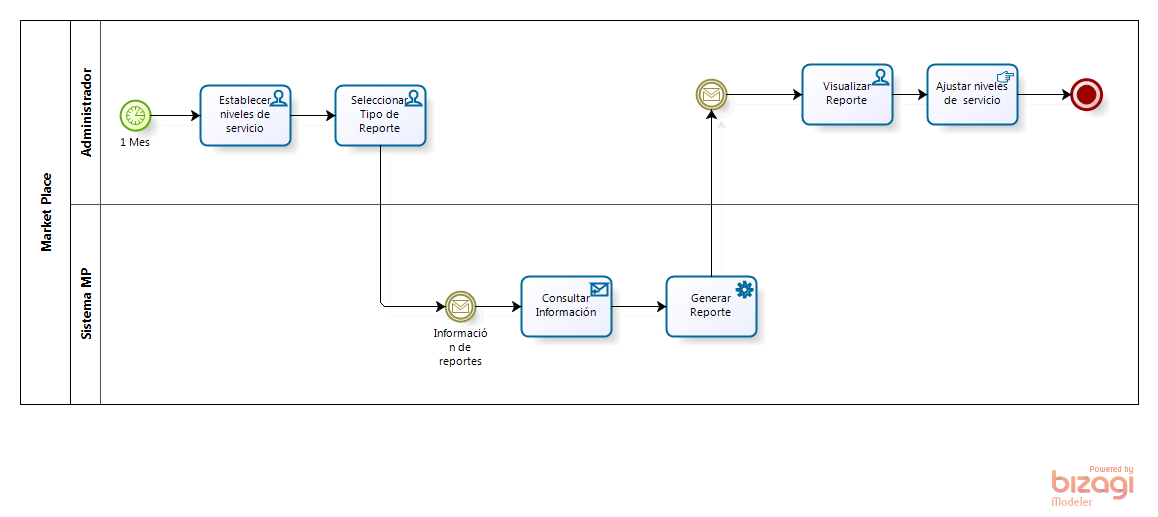 Market Place
Administrador
1 Mes
Establecer
niveles de
servicio
Seleccionar
Tipo de
Reporte
Visualizar
Reporte
Ajustar niveles
de servicio
Sistema MP
Informació
n de
reportes
Consultar
Información
Generar
Reporte
Powered by
bizagi
Modeler